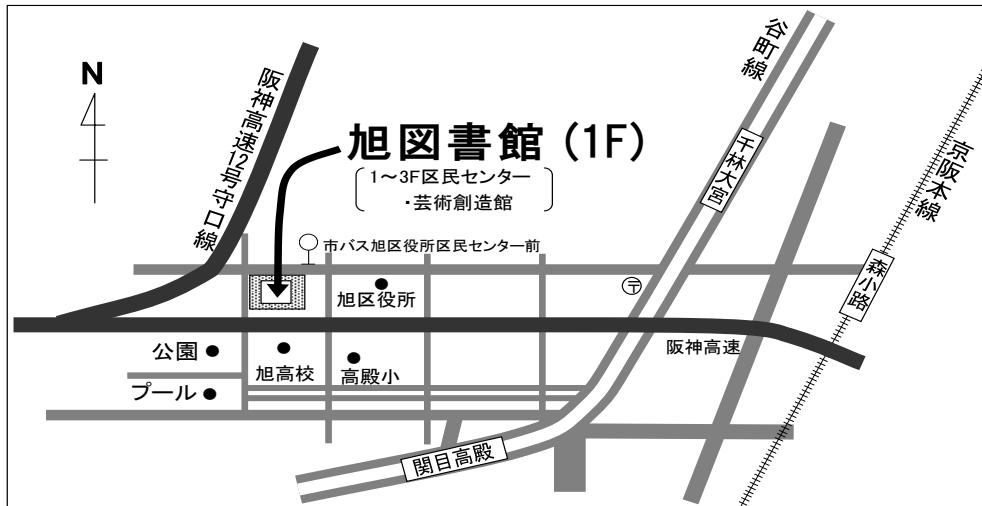 N
阪神高速12号守口線
旭図書館（1F）
1～3F区民センター
・芸術創造館
谷町線
千林大宮
京阪本線
森小路
市バス旭区役所区民センター前
旭区役所
〒
阪神高速
公園
旭高校
高殿小
プール
関目高殿